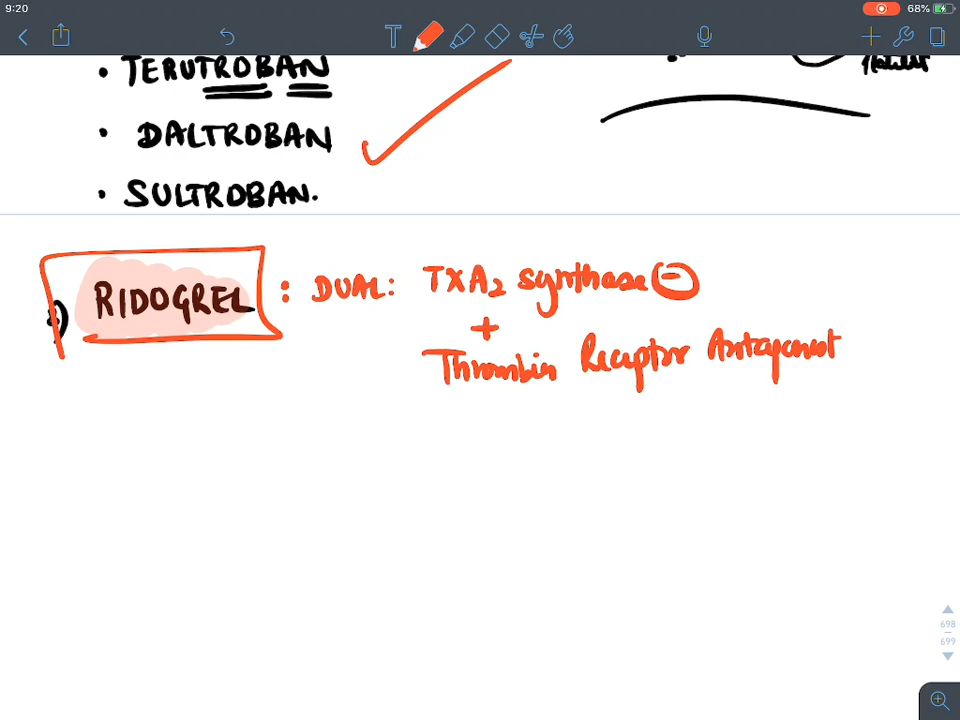 9:20
68%
T
• TERUTROBAN
• DALTROBAN
• SULTROBAN.
RIDOGREL : DUAL: TXA2 synthase (-)
+
Thrombin Receptor Antagonist
698
699